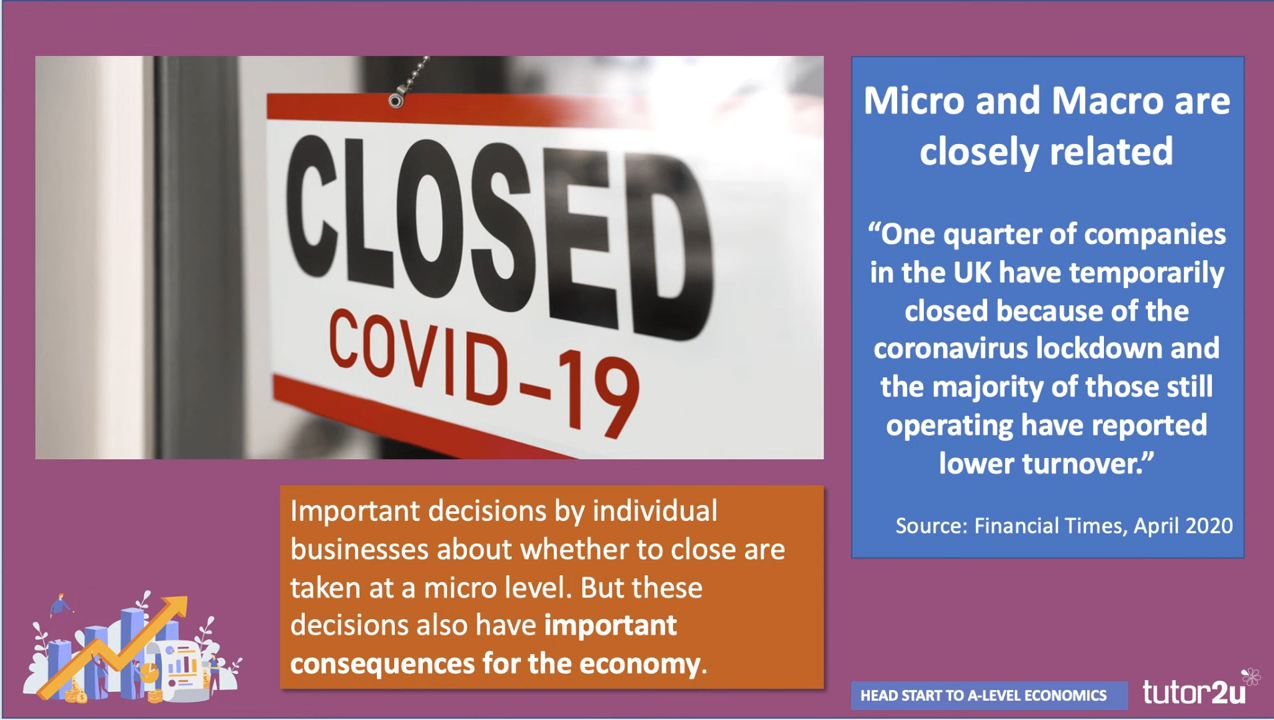 CLOSED
COVID-19
Micro and Macro are
closely related
“One quarter of companies
in the UK have temporarily
closed because of the
coronavirus lockdown and
the majority of those still
operating have reported
lower turnover.”
Source: Financial Times, April 2020
Important decisions by individual
businesses about whether to close are
taken at a micro level. But these
decisions also have important
consequences for the economy.
HEAD START TO A-LEVEL ECONOMICS
tutor2u